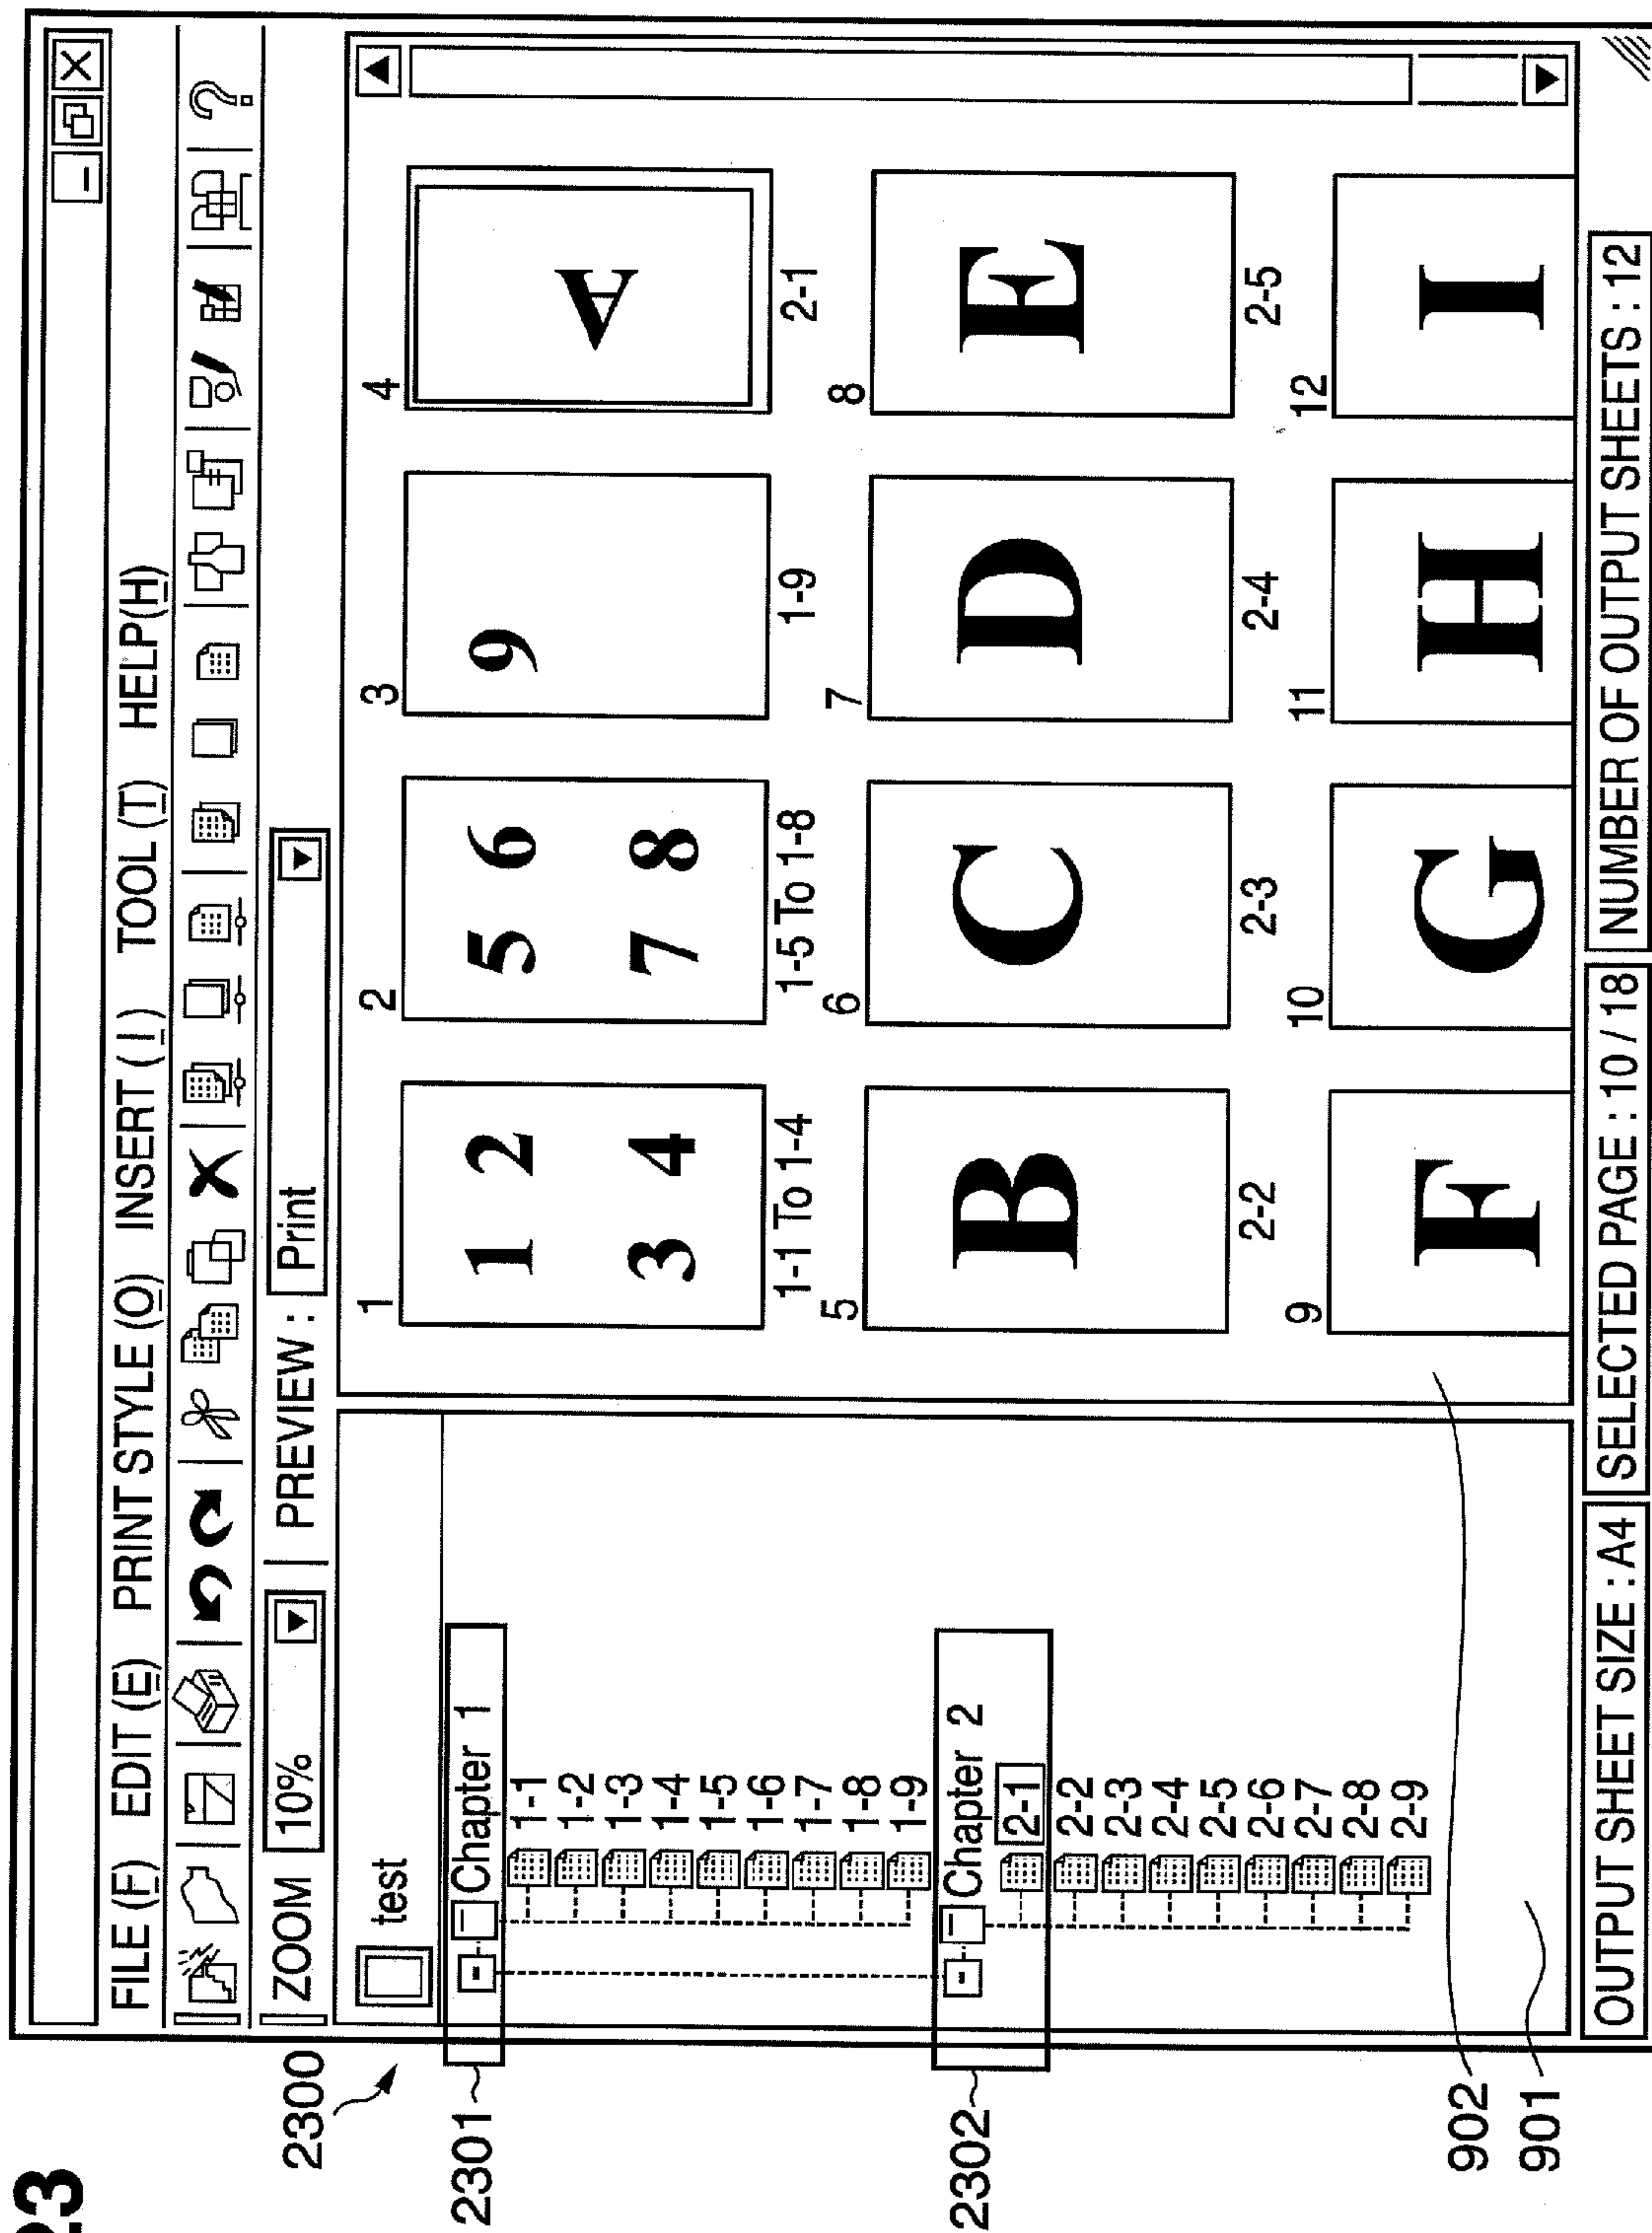 23
FILE (F) EDIT (E) PRINT STYLE (O) INSERT (I) TOOL (T) HELP(H)
?
ZOOM 10% PREVIEW : Print
2300
test
2301
Chapter 1
1-1
1-2
1-3
1-4
1-5
1-6
1-7
1-8
1-9
2302
Chapter 2
2-1
2-2
2-3
2-4
2-5
2-6
2-7
2-8
2-9
902
901
1 2 3 4
1 2 5 6 9 A
3 4 7 8
1-1 To 1-4 1-5 To 1-8 1-9 2-1
5 6 7 8
B C D E
2-2 2-3 2-4 2-5
9 10 11 12
F G H I
OUTPUT SHEET SIZE : A4 SELECTED PAGE : 10 / 18 NUMBER OF OUTPUT SHEETS : 12